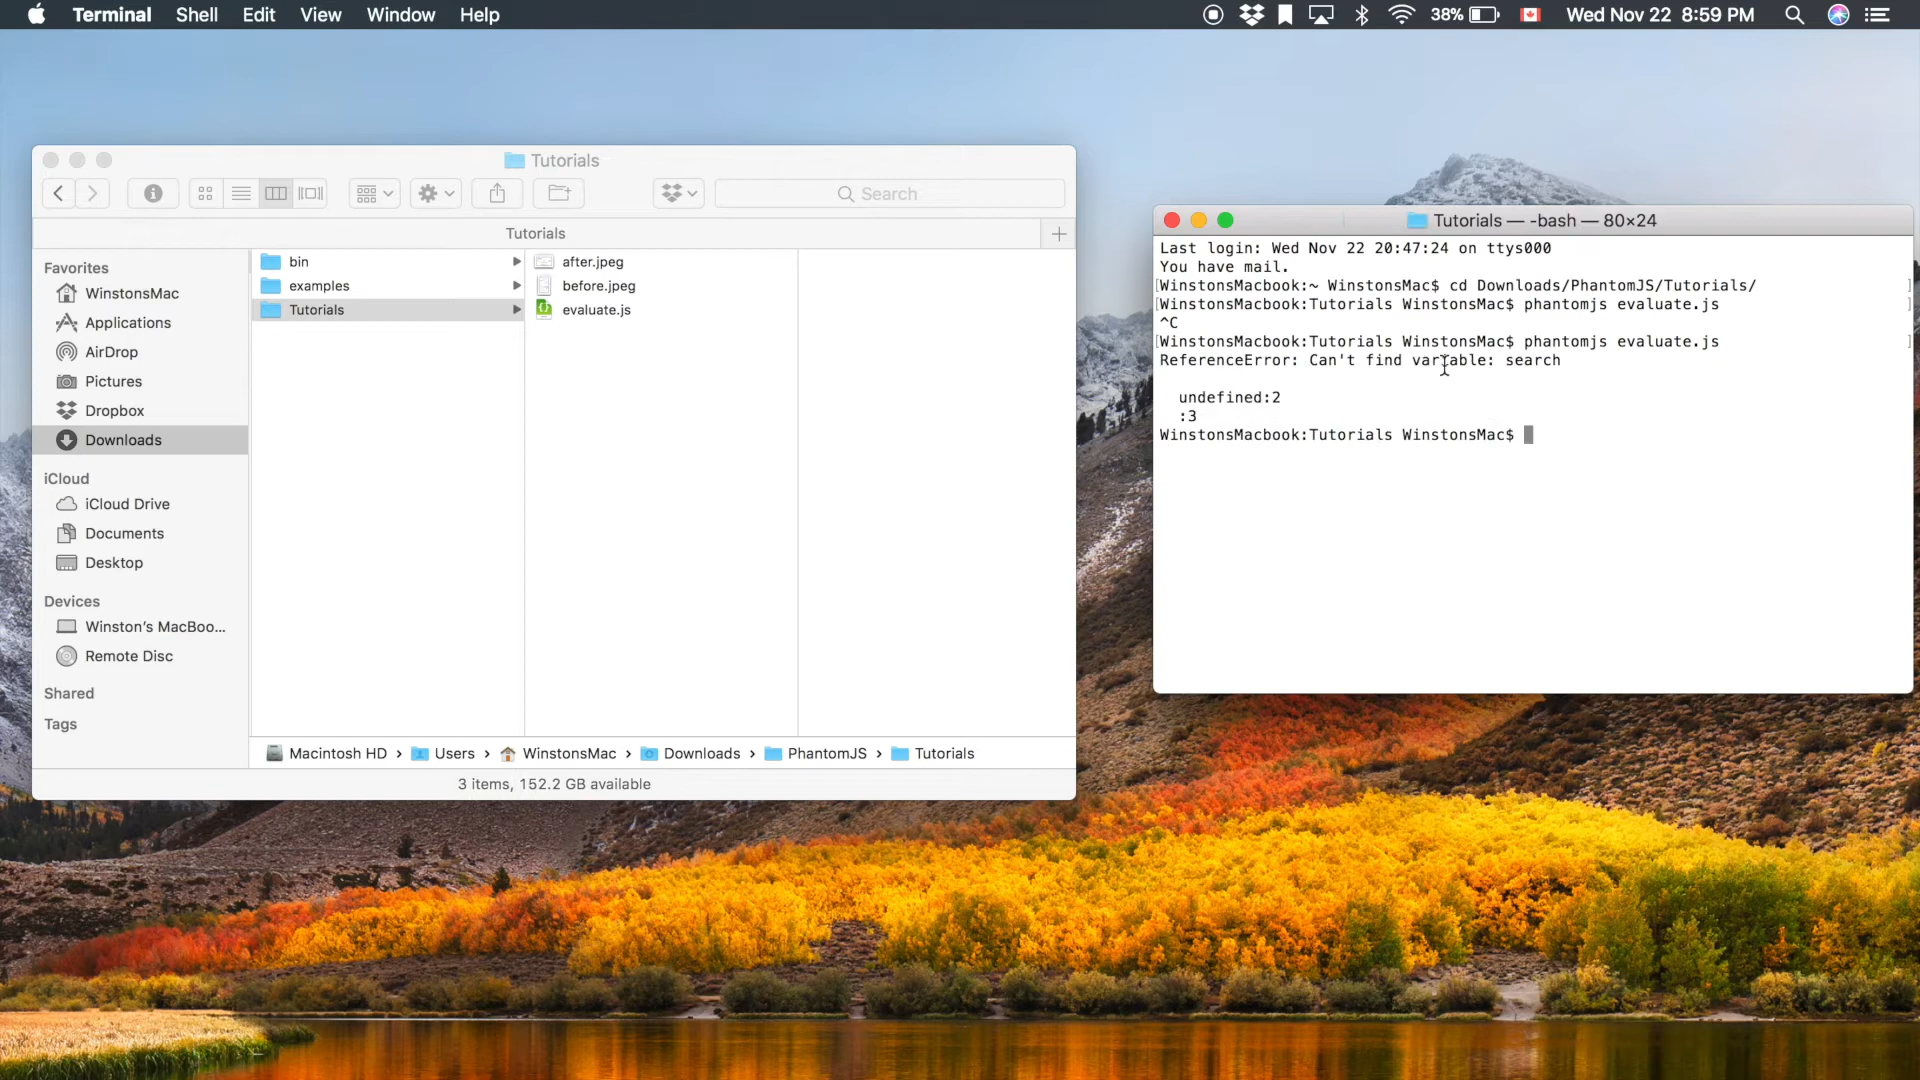 Terminal Shell Edit View Window Help 38% Wed Nov 22 8:59 PM
Tutorials
Search
Tutorials
Favorites
WinstonsMac
Applications
AirDrop
Pictures
Dropbox
Downloads
iCloud
iCloud Drive
Documents
Desktop
Devices
Winston's MacBoo...
Remote Disc
Shared
Tags
bin
examples
Tutorials
after.jpeg
before.jpeg
evaluate.js
Macintosh HD › Users › WinstonsMac › Downloads › PhantomJS › Tutorials
3 items, 152.2 GB available
Tutorials — -bash — 80×24
Last login: Wed Nov 22 20:47:24 on ttys000
You have mail.
[WinstonsMacbook:~ WinstonsMac$ cd Downloads/PhantomJS/Tutorials/ ]
[WinstonsMacbook:Tutorials WinstonsMac$ phantomjs evaluate.js ]
^C
[WinstonsMacbook:Tutorials WinstonsMac$ phantomjs evaluate.js ]
ReferenceError: Can't find variable: search
undefined:2
:3
WinstonsMacbook:Tutorials WinstonsMac$